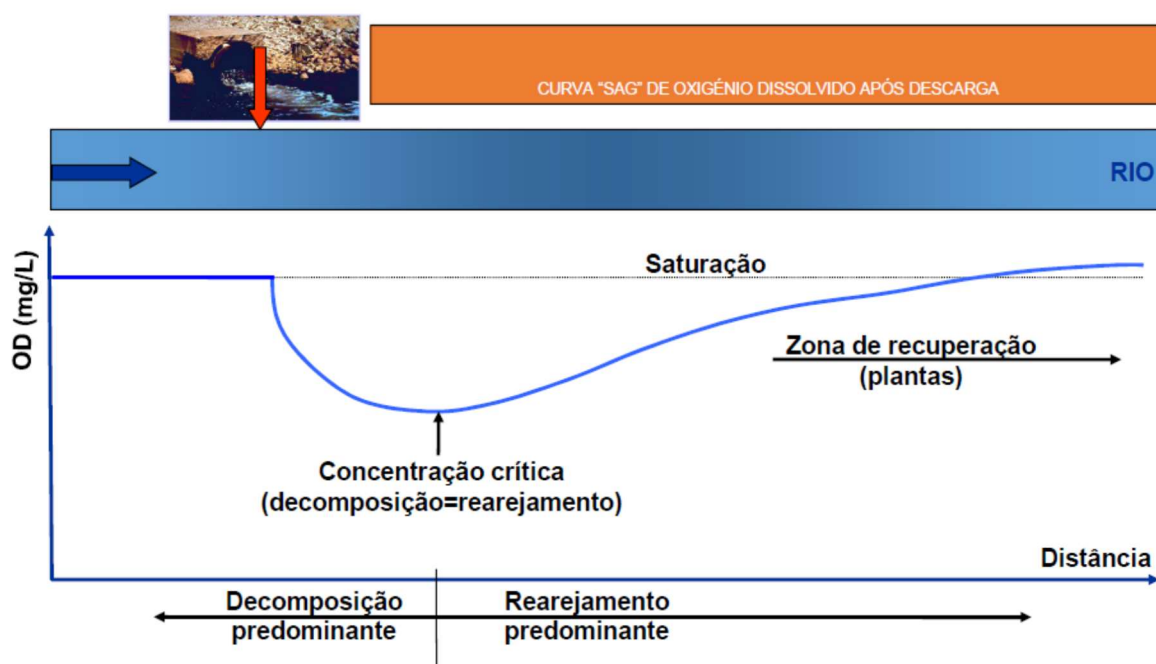 CURVA "SAG" DE OXIGÉNIO DISSOLVIDO APÓS DESCARGA
RIO
OD (mg/L)
Saturação
Zona de recuperação
(plantas)
Concentração crítica
(decomposição=rearejamento)
Distância
Decomposição
predominante
Rearejamento
predominante